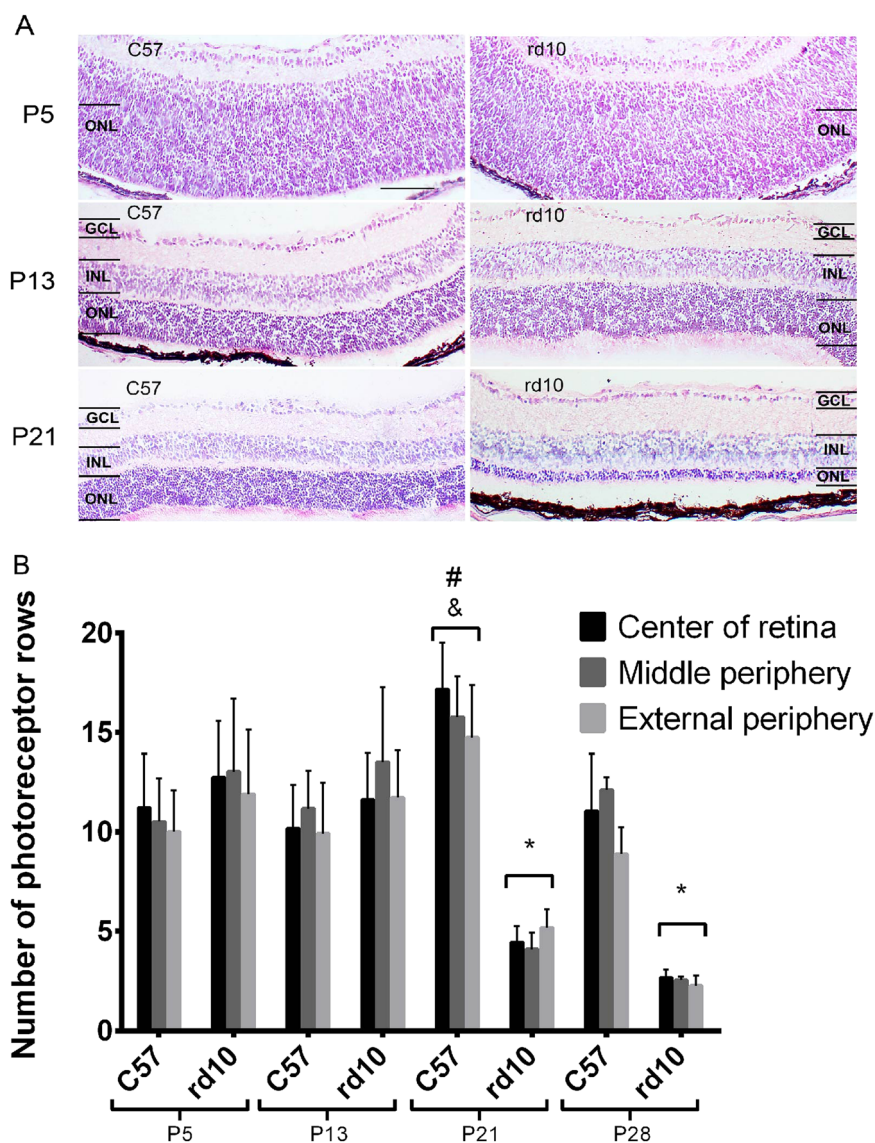 A
C57
rd10
P5
ONL
ONL
C57
rd10
P13
GCL
INL
ONL
GCL
INL
ONL
C57
rd10
P21
GCL
INL
ONL
GCL
INL
ONL
B
#
&
20
15
10
5
0
Number of photoreceptor rows
Center of retina
Middle periphery
External periphery
*
*
C57 rd10 C57 rd10 C57 rd10 C57 rd10
P5 P13 P21 P28